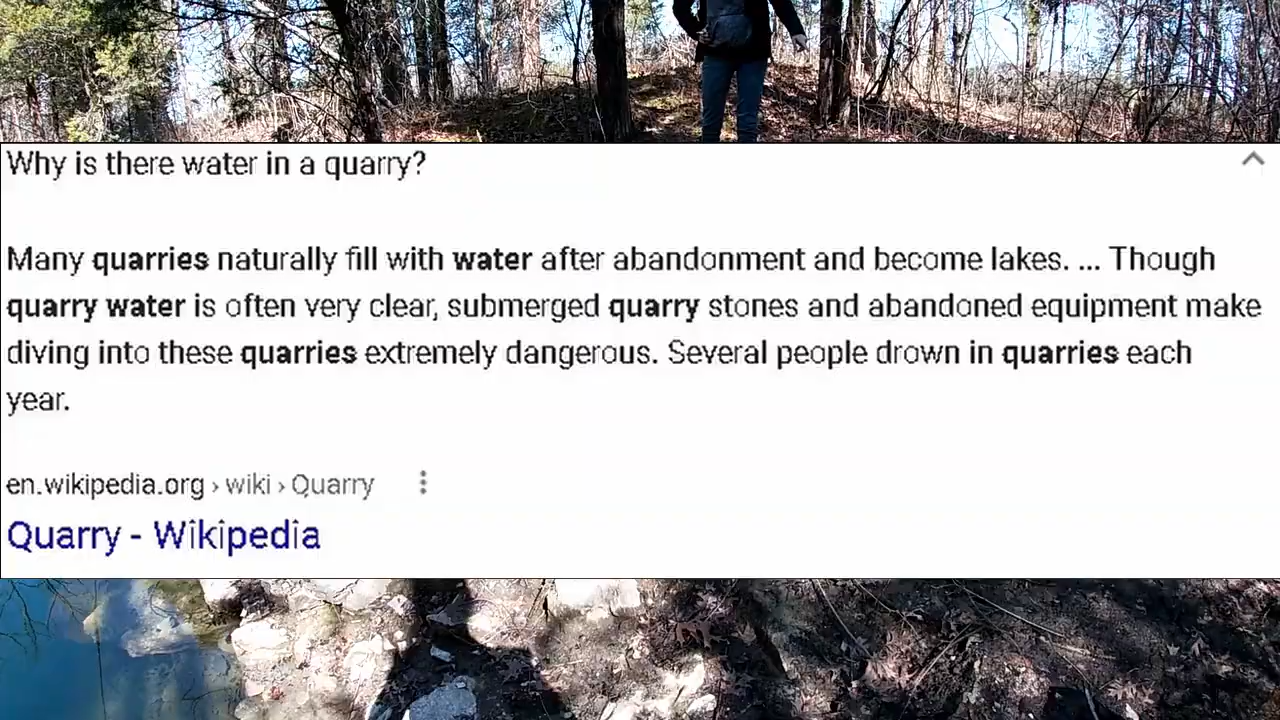 Why is there water in a quarry?
Many quarries naturally fill with water after abandonment and become lakes. ... Though
quarry water is often very clear, submerged quarry stones and abandoned equipment make
diving into these quarries extremely dangerous. Several people drown in quarries each
year.
en.wikipedia.org › wiki › Quarry
Quarry - Wikipedia